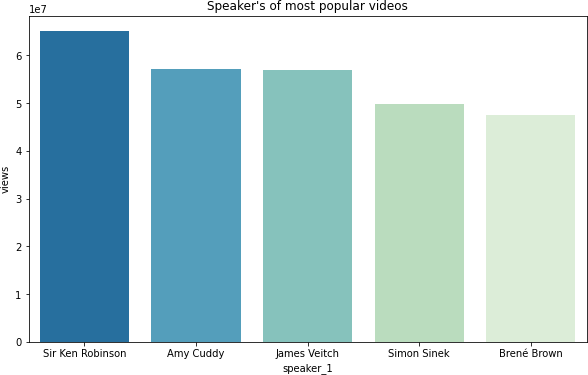 Speaker's of most popular videos
1e7
6
5
4
3
2
1
0
views
Sir Ken Robinson Amy Cuddy James Veitch Simon Sinek Brené Brown
speaker_1